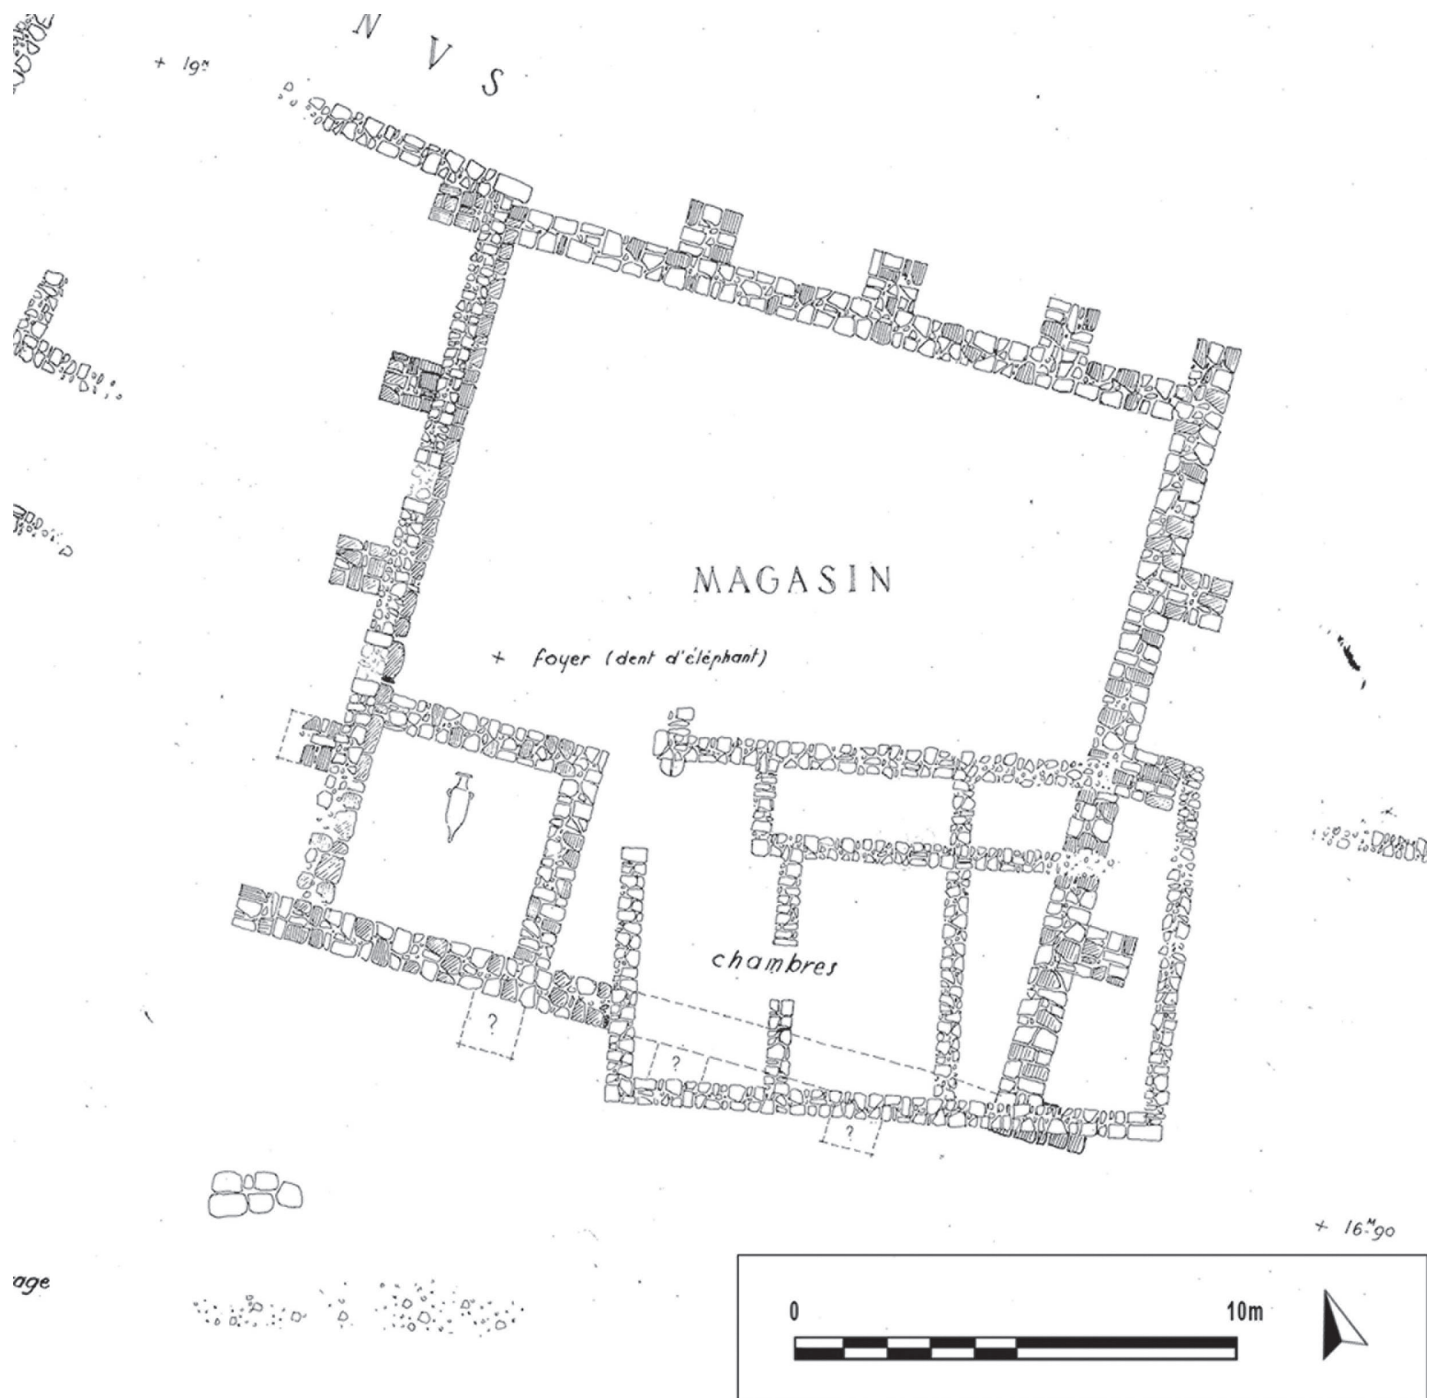 N V S
+ 19ᴹ
MAGASIN
+ foyer (dent d'éléphant)
chambres
?
?
?
+ 16ᴹ90
age
0 10m